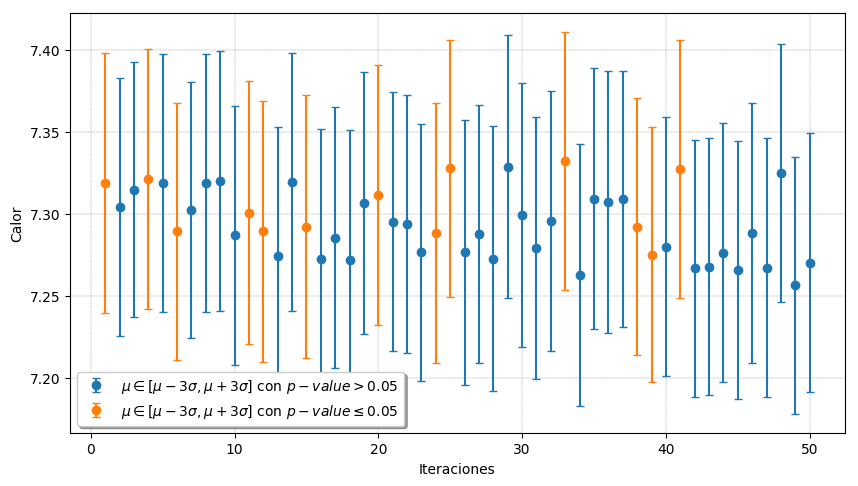 7.40
7.35
7.30
7.25
7.20
Calor
μ ∈ [μ − 3σ, μ + 3σ] con p − value > 0.05
μ ∈ [μ − 3σ, μ + 3σ] con p − value ≤ 0.05
0 10 20 30 40 50
Iteraciones